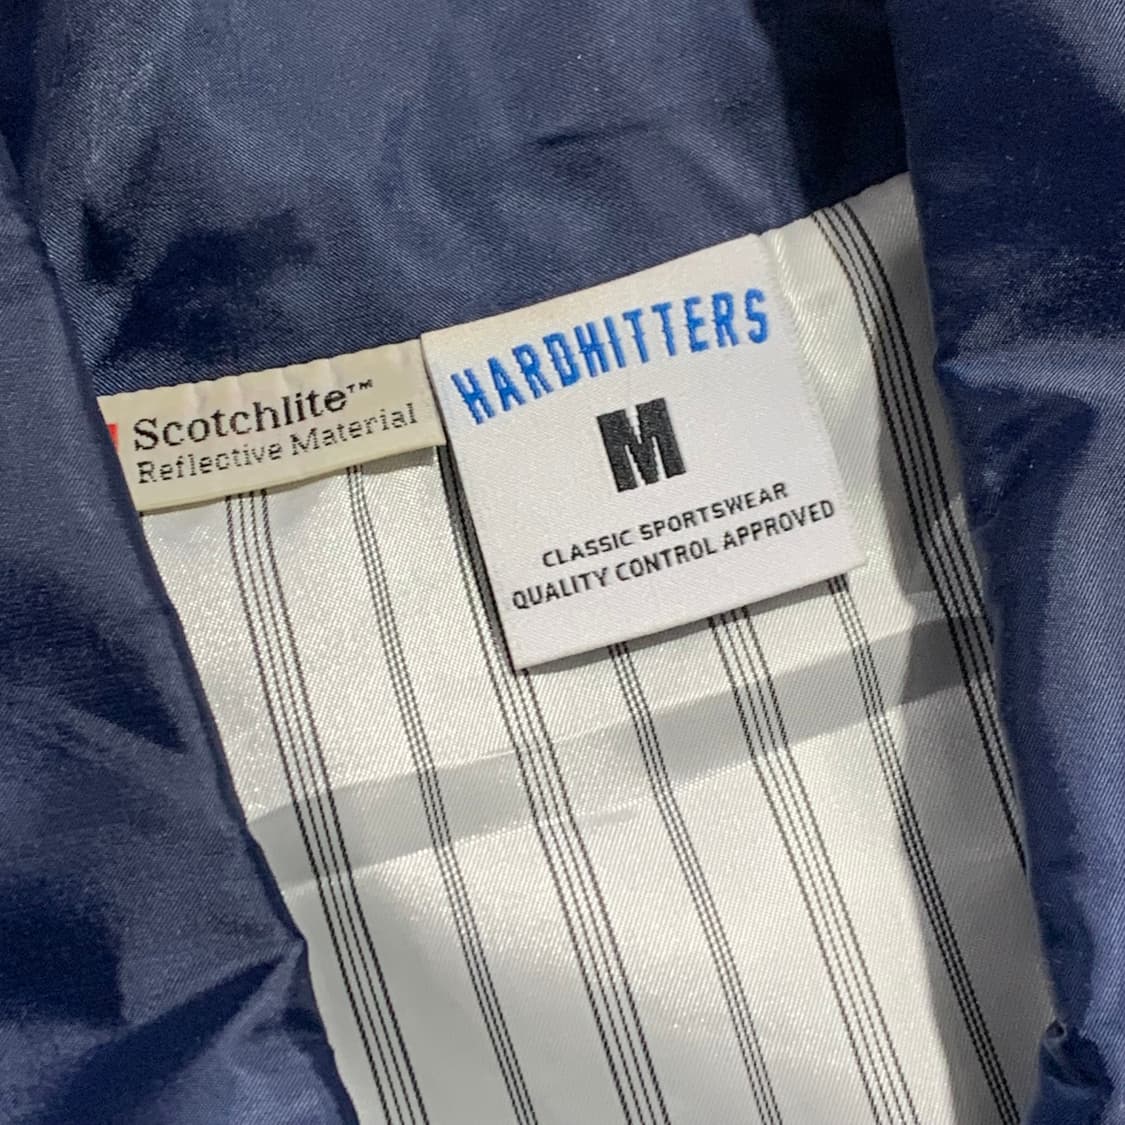 Scotchlite™
Reflective Material
HARDHITTERS
M
CLASSIC SPORTSWEAR
QUALITY CONTROL APPROVED